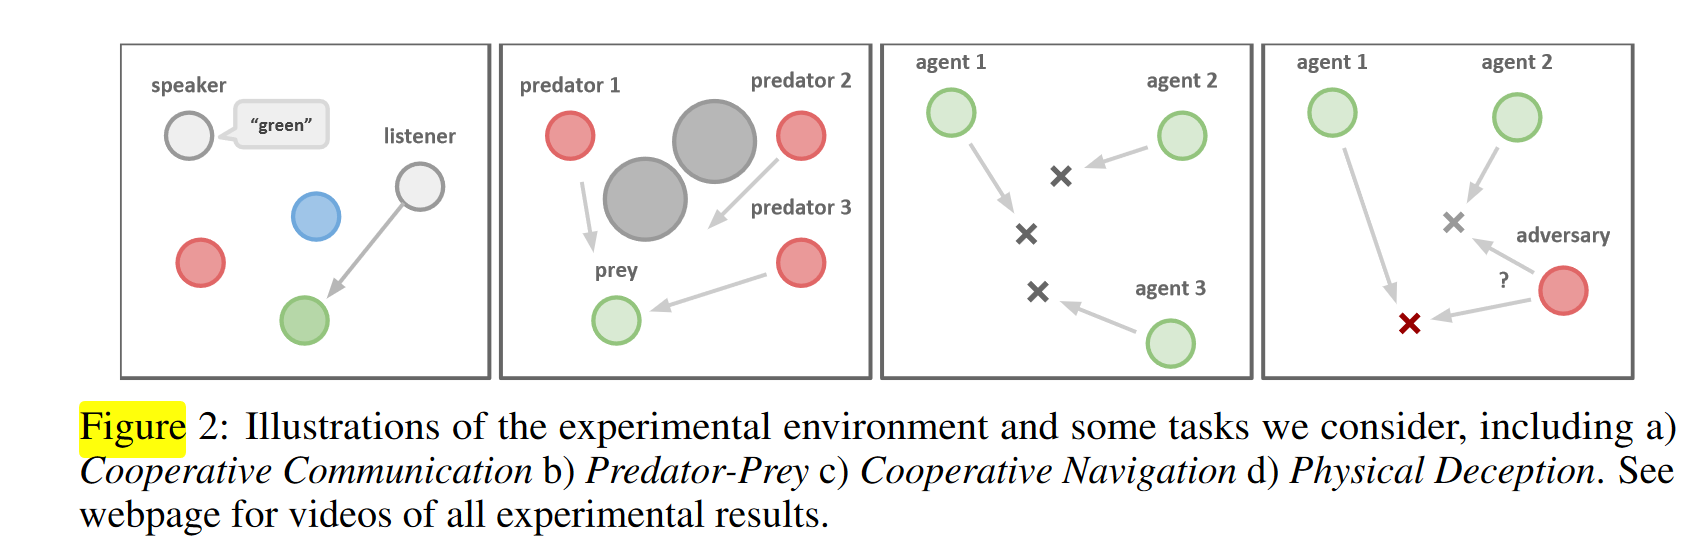 speaker
“green”
listener
predator 1
predator 2
predator 3
prey
agent 1
agent 2
agent 3
agent 1
agent 2
adversary
?
Figure 2: Illustrations of the experimental environment and some tasks we consider, including a)
Cooperative Communication b) Predator-Prey c) Cooperative Navigation d) Physical Deception. See
webpage for videos of all experimental results.